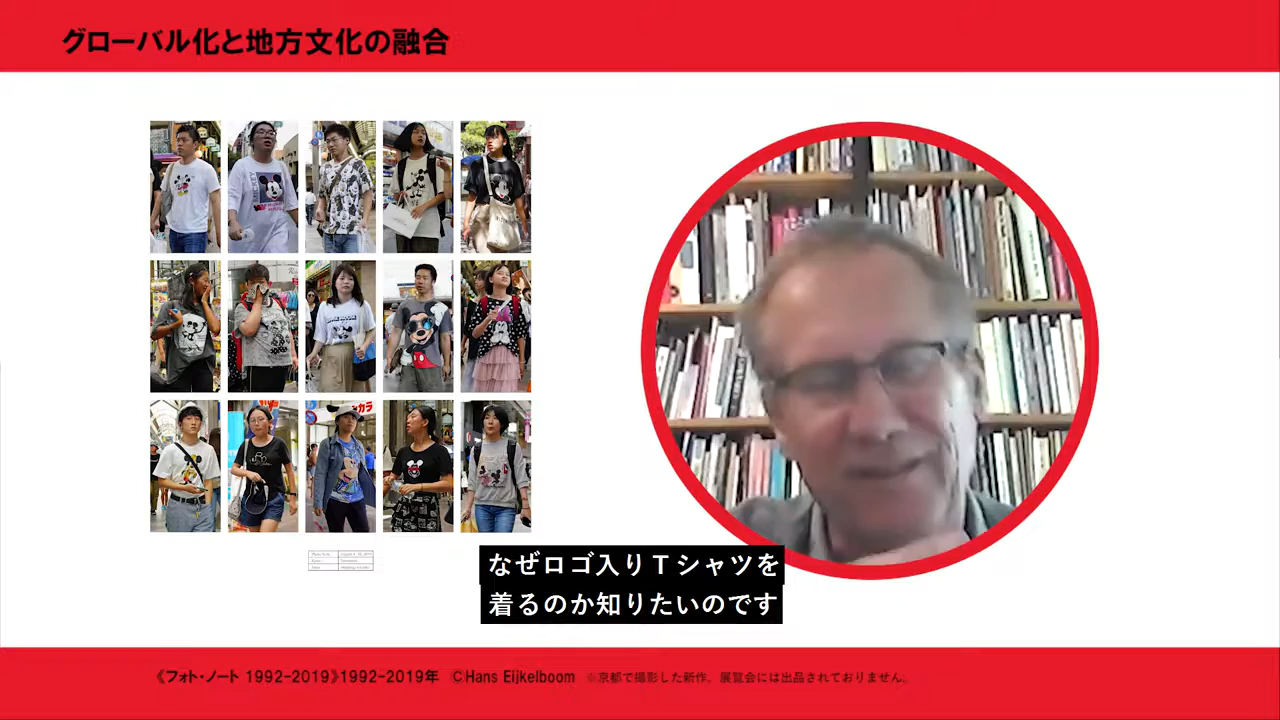 グローバル化と地方文化の融合
なぜロゴ入りTシャツを
着るのか知りたいのです
《フォト・ノート 1992-2019》1992-2019年 ©Hans Eijkelboom ※京都で撮影した新作。展覧会には出品されておりません。